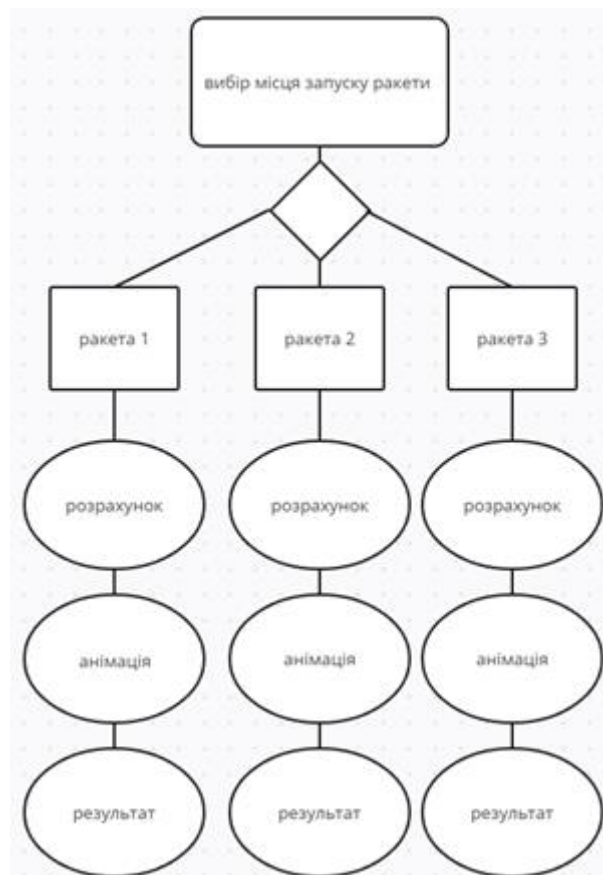 вибір місця запуску ракети
ракета 1
ракета 2
ракета 3
розрахунок
розрахунок
розрахунок
анімація
анімація
анімація
результат
результат
результат